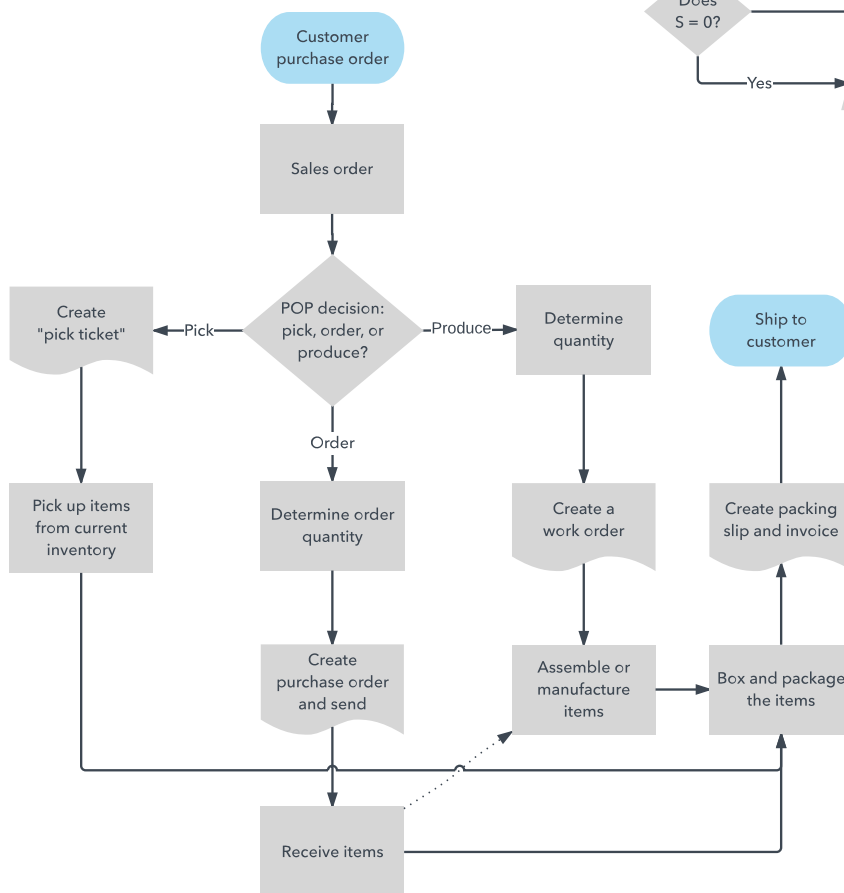 Does
S = 0?
Yes
Customer
purchase order
Sales order
POP decision:
pick, order, or
produce?
Pick
Create
"pick ticket"
Produce
Determine
quantity
Ship to
customer
Order
Pick up items
from current
inventory
Determine order
quantity
Create a
work order
Create packing
slip and invoice
Create
purchase order
and send
Assemble or
manufacture
items
Box and package
the items
Receive items